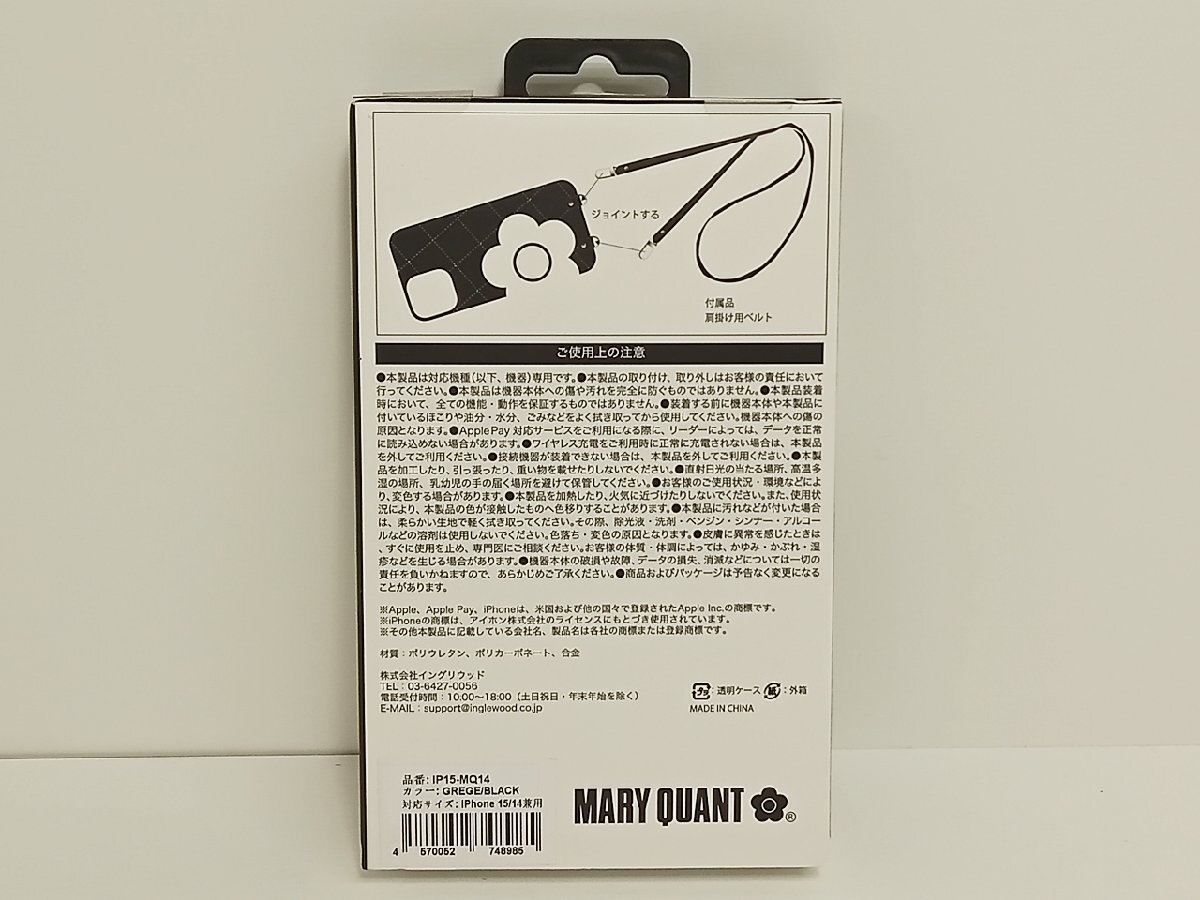 ジョイントする
付属品
肩掛け用ベルト
ご使用上の注意
●本製品は対応機種(以下、機器)専用です。●本製品の取り付け、取り外しはお客様の責任において
行ってください。●本製品は機器本体への傷や汚れを完全に防ぐものではありません。●本製品装着
時において、全ての機能・動作を保証するものではありません。●装着する前に機器本体や本製品に
付いているほこりや油分・水分、ごみなどをよく拭き取ってから使用してください。機器本体への傷の
原因となります。●Apple Pay 対応サービスをご利用になる際に、リーダーによっては、データを正常
に読み込めない場合があります。●ワイヤレス充電をご利用時に正常に充電されない場合は、本製品
を外してご利用ください。●接続機器が装着できない場合は、本製品を外してご利用ください。●本製
品を加工したり、引っ張ったり、重い物を載せたりしないでください。●直射日光の当たる場所、高温多
湿の場所、乳幼児の手の届く場所を避けて保管してください。●お客様のご使用状況・環境などによ
り、変色する場合があります。●本製品を加熱したり、火気に近づけたりしないでください。また、使用状
況により、本製品の色が接触したものへ色移りすることがあります。●本製品に汚れなどが付いた場合
は、柔らかい生地で軽く拭き取ってください。その際、除光液・洗剤・ベンジン・シンナー・アルコー
ルなどの溶剤は使用しないでください。色落ち・変色の原因となります。●皮膚に異常を感じたときは
、すぐに使用を止め、専門医にご相談ください。お客様の体質・体調によっては、かゆみ・かぶれ・湿
疹などを生じる場合があります。●機器本体の破損や故障、データの損失、消滅などについては一切の
責任を負いかねますので、あらかじめご了承ください。●商品およびパッケージは予告なく変更になる
ことがあります。
※Apple、Apple Pay、iPhoneは、米国および他の国々で登録されたApple Inc.の商標です。
※iPhoneの商標は、アイホン株式会社のライセンスにもとづき使用されています。
※その他本製品に記載している会社名、製品名は各社の商標または登録商標です。
材質：ポリウレタン、ポリカーボネート、合金
株式会社イングリウッド
TEL：03-6427-0056
電話受付時間：10:00〜18:00（土日祝日・年末年始を除く）
E-MAIL：support@inglewood.co.jp
プラ：透明ケース 紙：外箱
MADE IN CHINA
品番：IP15-MQ14
カラー：GREGE/BLACK
対応サイズ：iPhone 15/14兼用
4 570052 748985
MARY QUANT ®